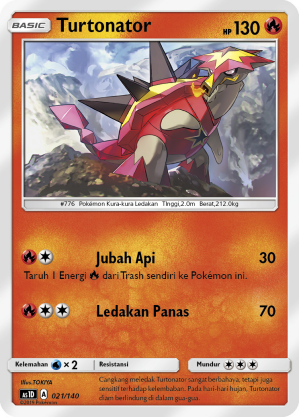 BASIC Turtonator HP 130
#776 Pokémon Kura-kura Ledakan Tinggi,2.0m Berat,212.0kg
Jubah Api 30
Taruh 1 Energi dari Trash sendiri ke Pokémon ini.
Ledakan Panas 70
Kelemahan ×2 Resistansi Mundur
Illus.TOKIYA
AS1D A 021/140
©2019 Pokémon
Cangkang meledak. Turtonator sangat berbahaya, tetapi juga
sensitif terhadap kelembaban. Pada hari-hari hujan, Turtonator
diam berlindung di dalam gua-gua.